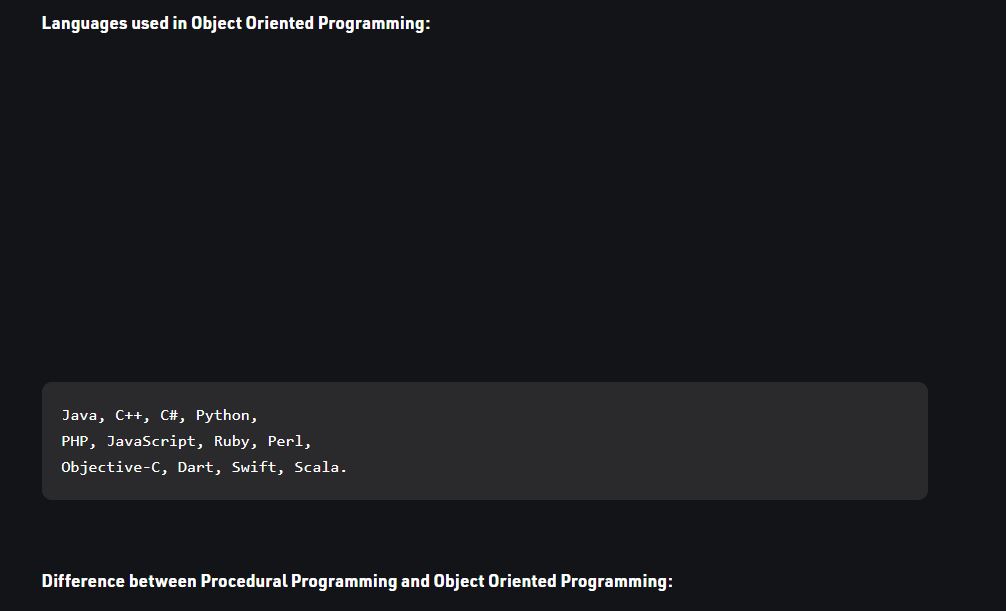 Languages used in Object Oriented Programming:
Java, C++, C#, Python,
PHP, JavaScript, Ruby, Perl,
Objective-C, Dart, Swift, Scala.
Difference between Procedural Programming and Object Oriented Programming: